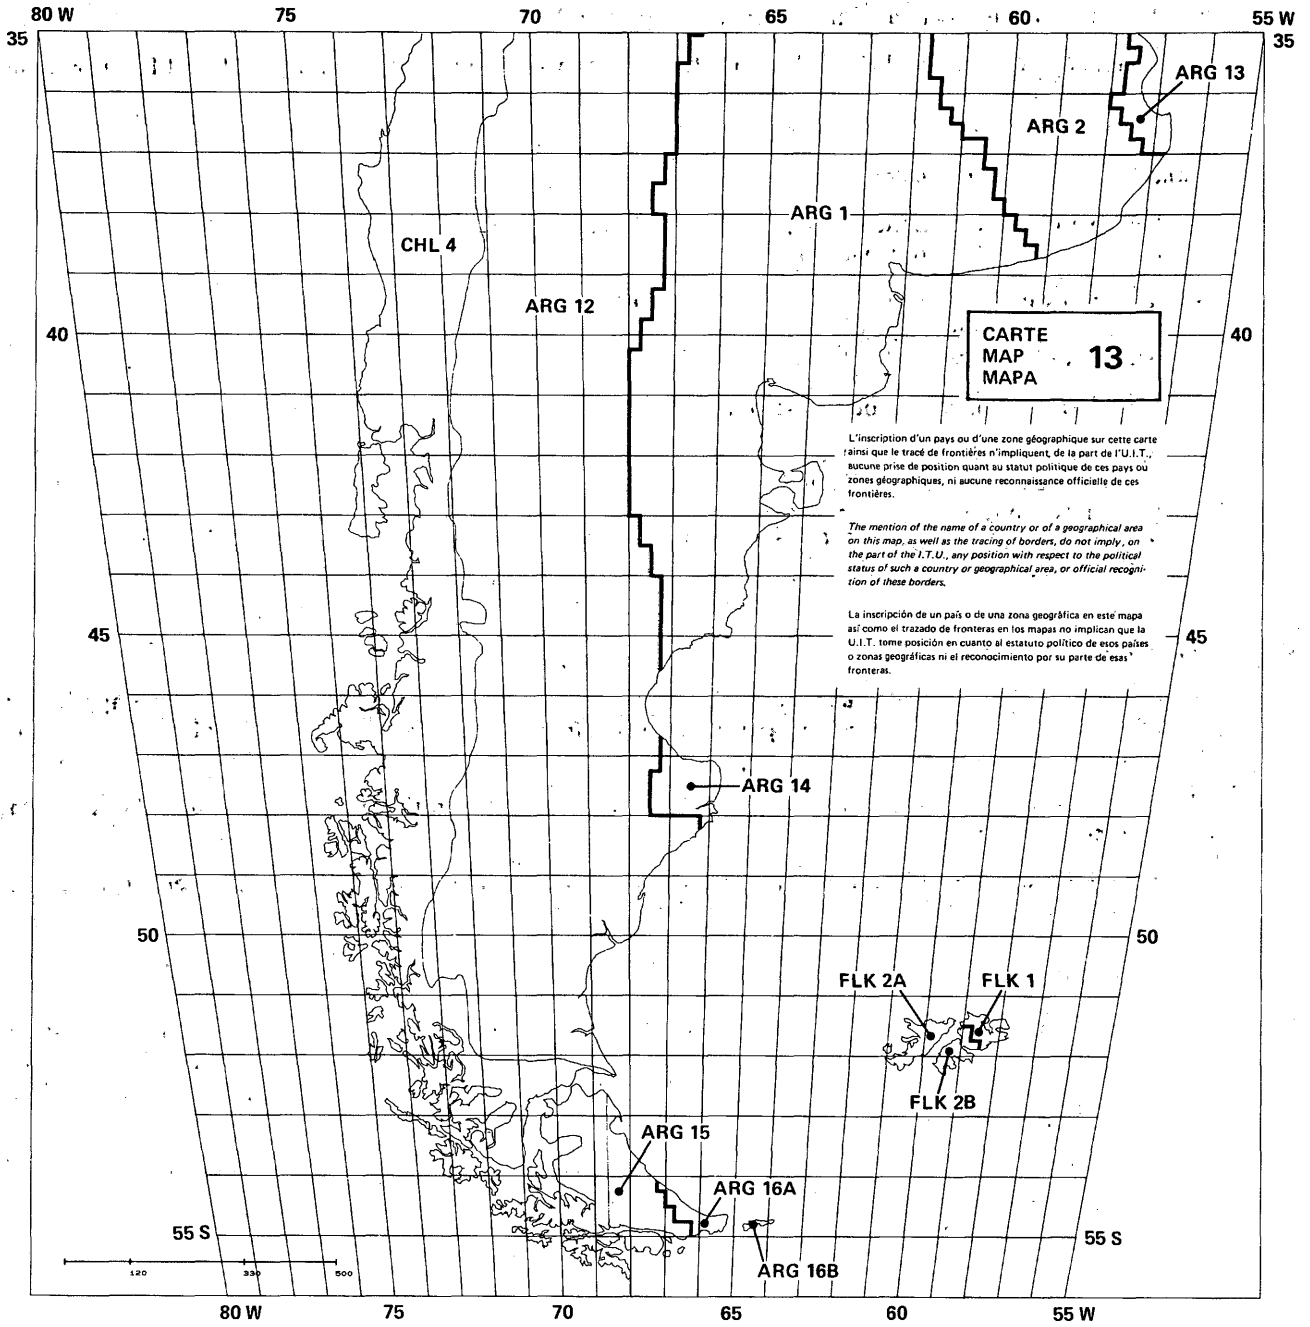 80 W 75 70 65 60 55 W
35 35
ARG 13
ARG 2
ARG 1
CHL 4
ARG 12
40 40
CARTE
MAP 13
MAPA
L'inscription d'un pays ou d'une zone géographique sur cette carte
ainsi que le tracé de frontières n'impliquent, de la part de l'U.I.T.,
aucune prise de position quant au statut politique de ces pays ou
zones géographiques, ni aucune reconnaissance officielle de ces
frontières.
The mention of the name of a country or of a geographical area
on this map, as well as the tracing of borders, do not imply, on
the part of the I.T.U., any position with respect to the political
status of such a country or geographical area, or official recogni-
tion of these borders.
La inscripción de un país o de una zona geográfica en este mapa
así como el trazado de fronteras en los mapas no implican que la
U.I.T. tome posición en cuanto al estatuto político de esos países
o zonas geográficas ni el reconocimiento por su parte de esas
fronteras.
45 45
ARG 14
50 50
FLK 2A FLK 1
FLK 2B
ARG 15
ARG 16A
55 S 55 S
ARG 16B
120 330 500
80 W 75 70 65 60 55 W